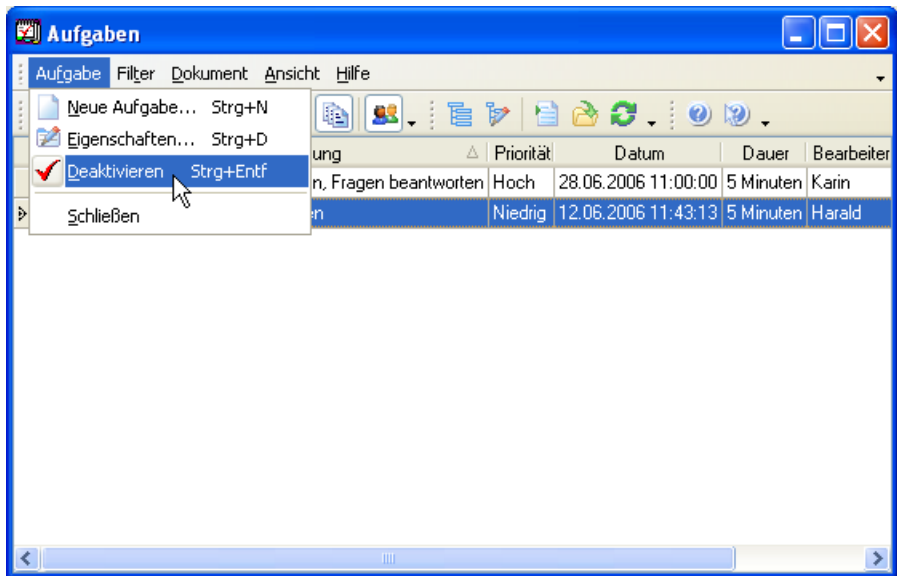 Aufgaben
Aufgabe Filter Dokument Ansicht Hilfe
Neue Aufgabe... Strg+N
Eigenschaften... Strg+D
Deaktivieren Strg+Entf
Schließen
ung Priorität Datum Dauer Bearbeiter
n, Fragen beantworten Hoch 28.06.2006 11:00:00 5 Minuten Karin
en Niedrig 12.06.2006 11:43:13 5 Minuten Harald